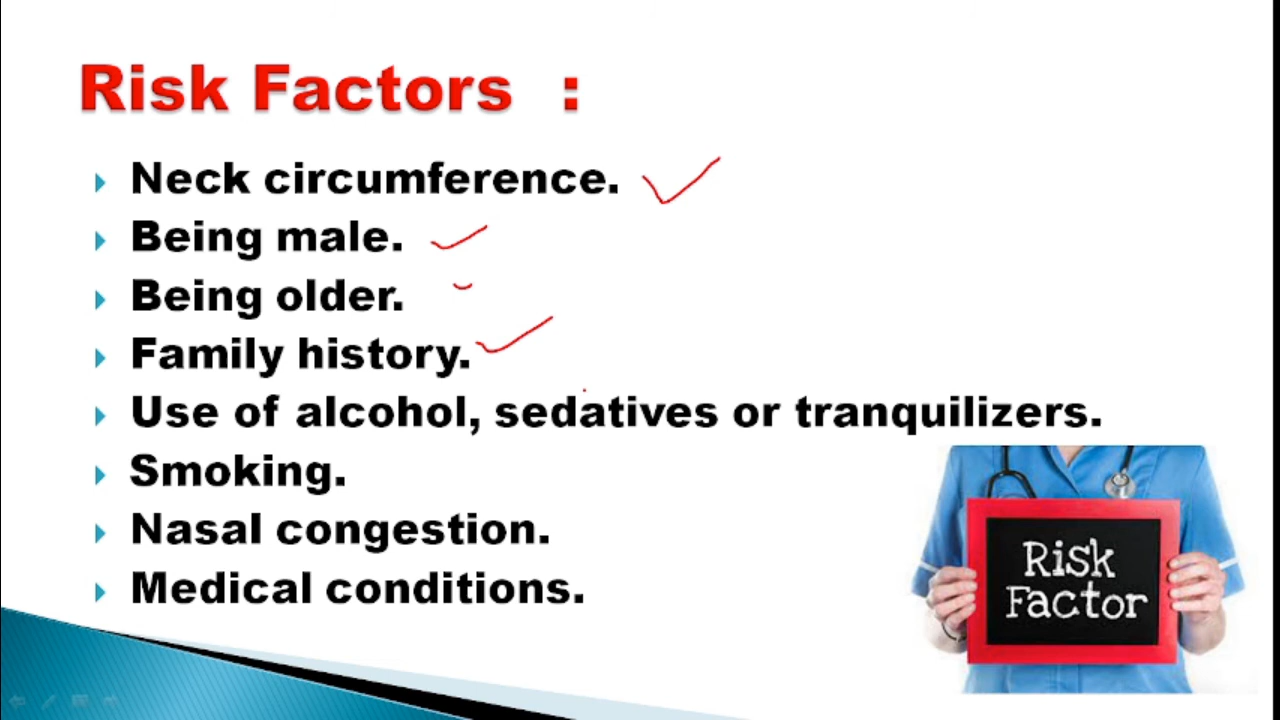 Risk Factors :
Neck circumference.
Being male.
Being older.
Family history.
Use of alcohol, sedatives or tranquilizers.
Smoking.
Nasal congestion.
Medical conditions.
Risk
Factor